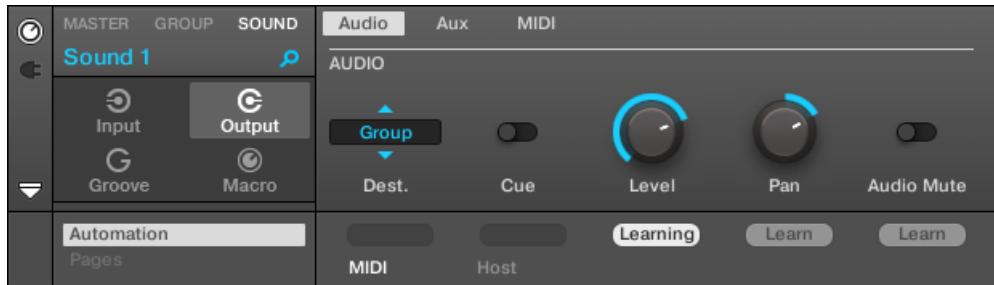 MASTER GROUP SOUND
Sound 1
Input Output
Groove Macro
Automation
Pages
Audio Aux MIDI
AUDIO
Group
Dest. Cue Level Pan Audio Mute
Learning Learn Learn
MIDI Host